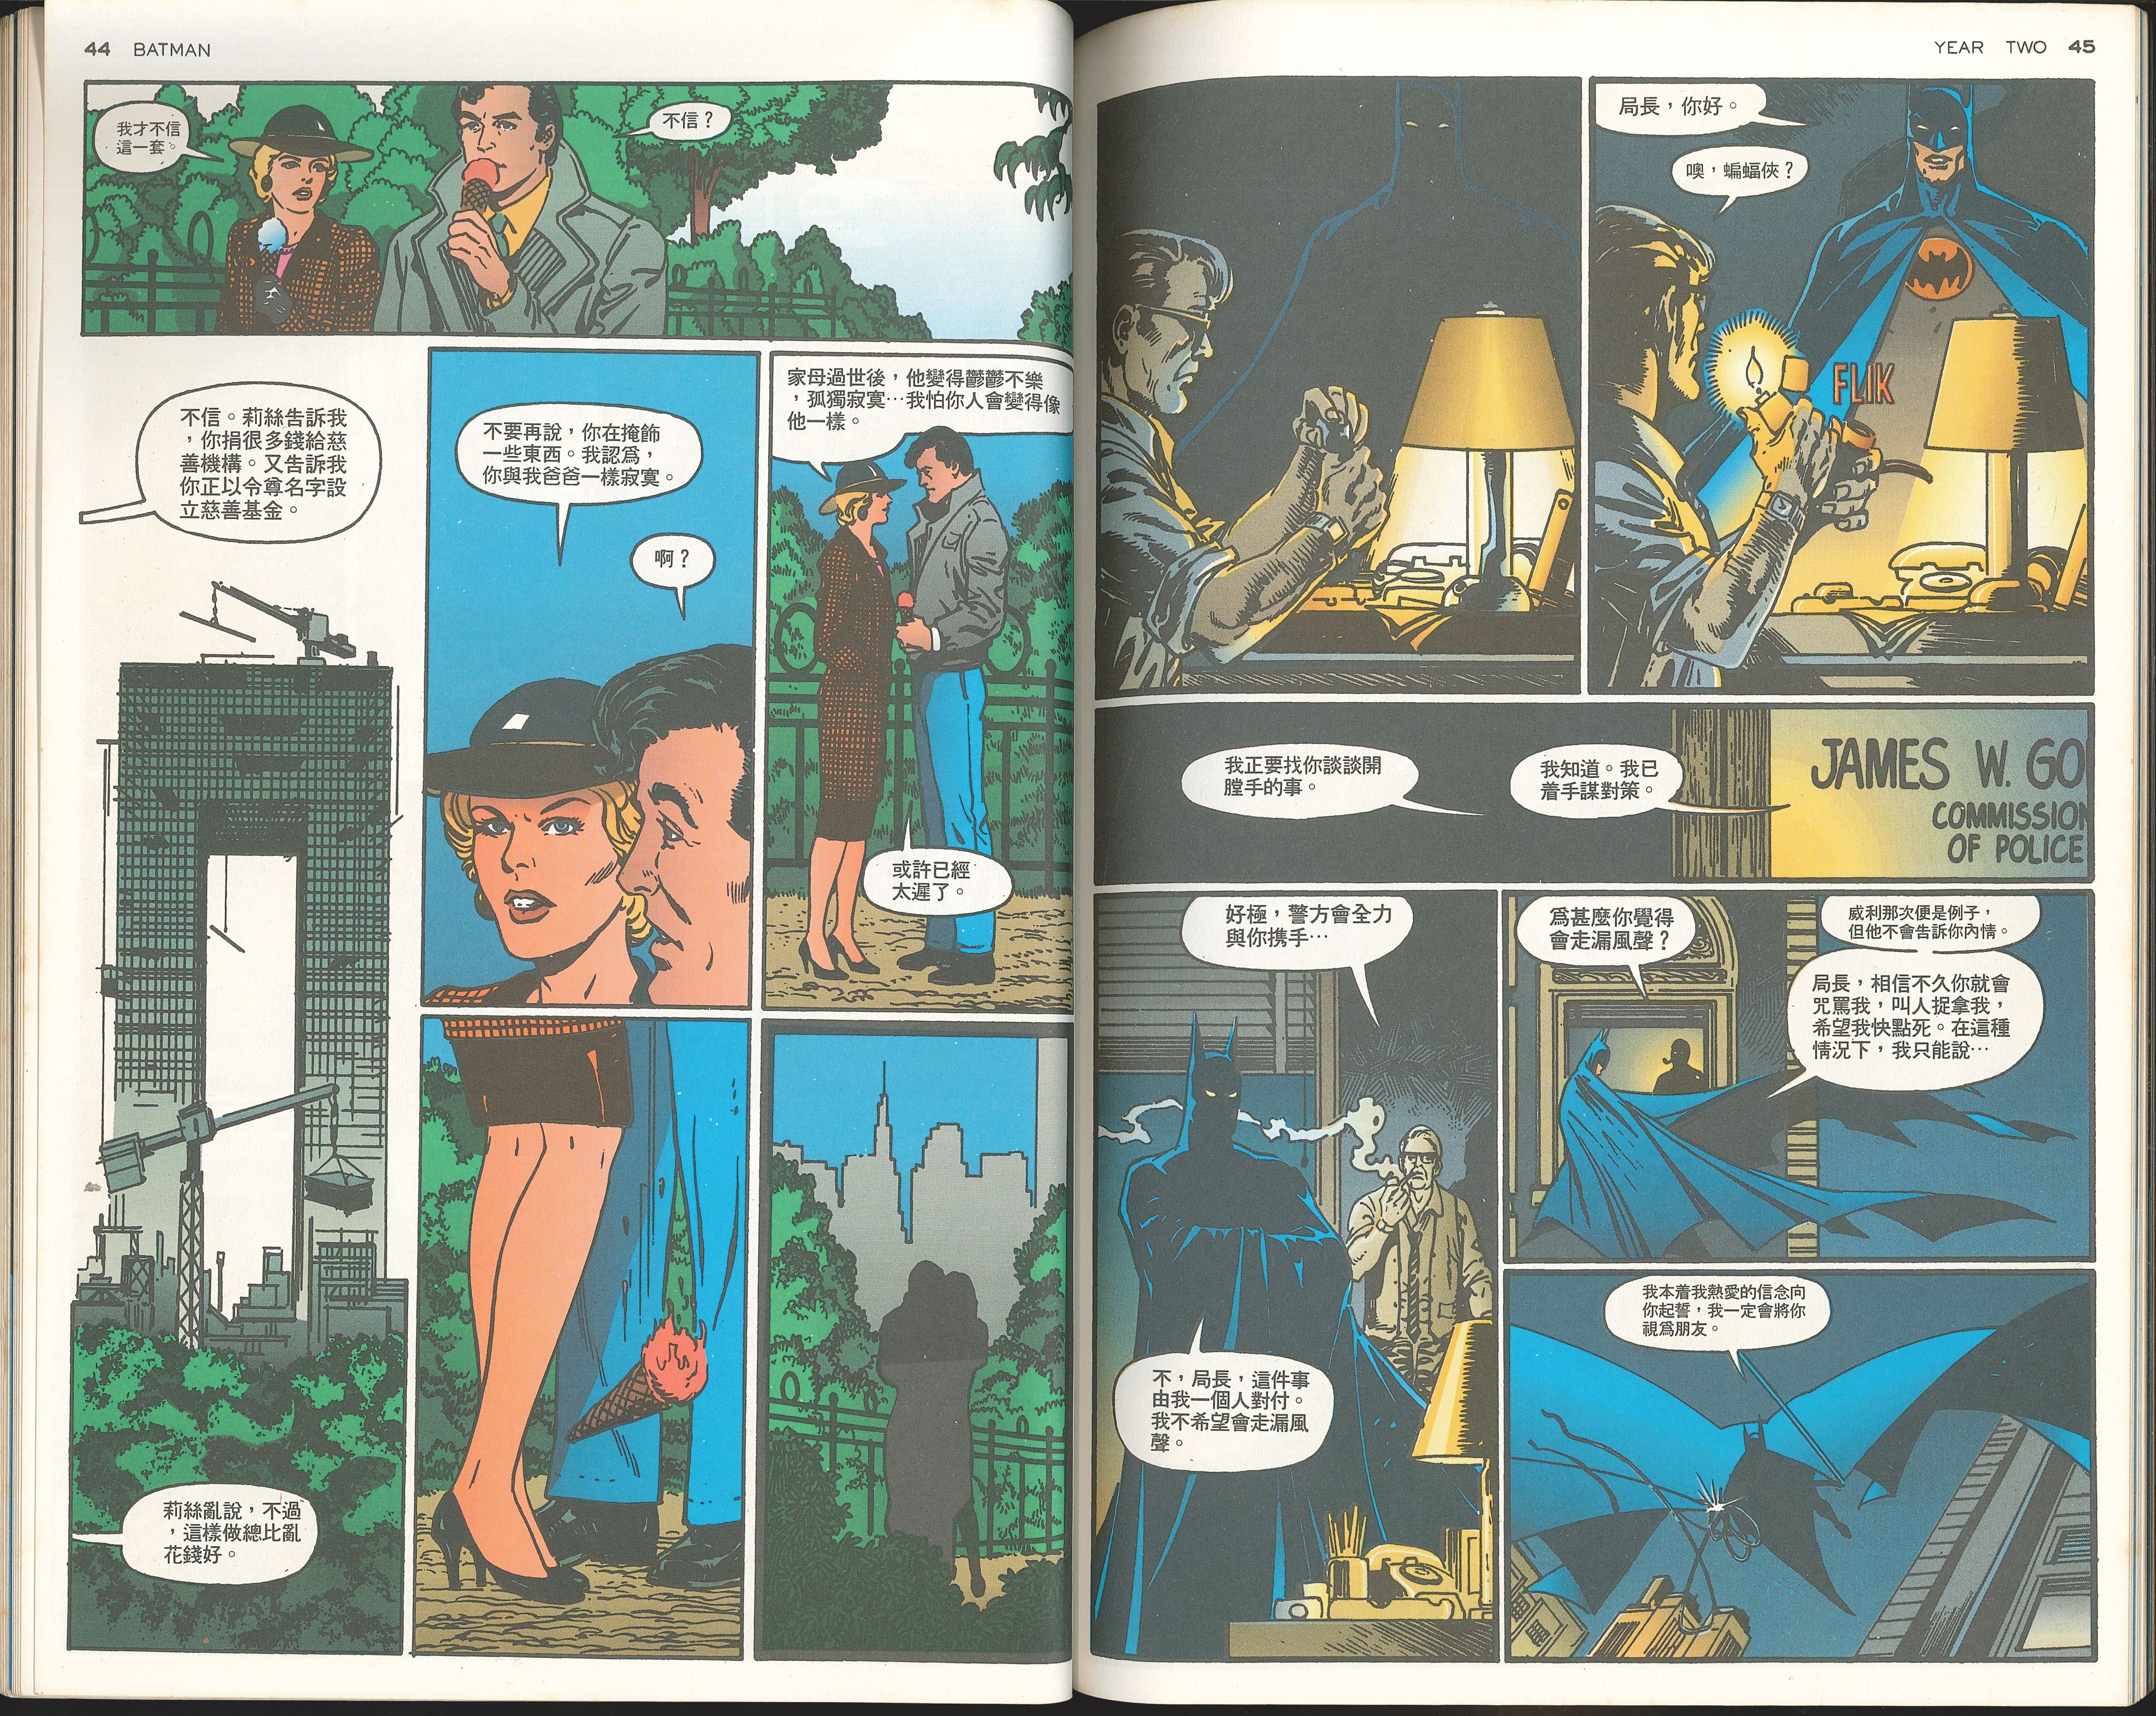 44 BATMAN
我才不信
這一套。
不信？
不信。莉絲告訴我
，你捐很多錢給慈
善機構。又告訴我
你正以令尊名字設
立慈善基金。
莉絲亂說，不過
，這樣做總比亂
花錢好。
不要再說，你在掩飾
一些東西。我認爲，
你與我爸爸一樣寂寞。
啊？
家母過世後，他變得鬱鬱不樂
，孤獨寂寞…我怕你人會變得像
他一樣。
或許已經
太遲了。
YEAR TWO 45
局長，你好。
噢，蝙蝠俠？
FLIK
我正要找你談談開
膛手的事。
我知道。我已
着手謀對策。
JAMES W. GO
COMMISSION
OF POLICE
好極，警方會全力
與你携手…
不，局長，這件事
由我一個人對付。
我不希望會走漏風
聲。
爲甚麼你覺得
會走漏風聲？
威利那次便是例子，
但他不會告訴你內情。
局長，相信不久你就會
咒罵我，叫人捉拿我，
希望我快點死。在這種
情況下，我只能說…
我本着我熱愛的信念向
你起誓，我一定會將你
視爲朋友。